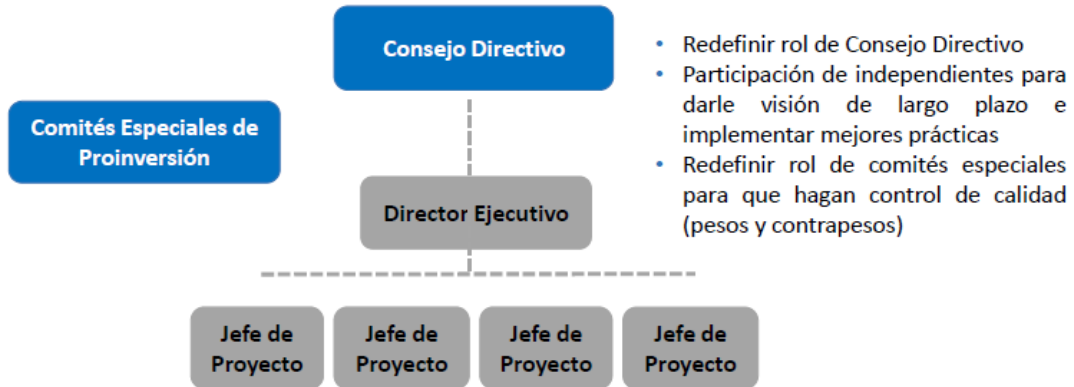 Consejo Directivo
• Redefinir rol de Consejo Directivo
• Participación de independientes para
darle visión de largo plazo e
implementar mejores prácticas
• Redefinir rol de comités especiales
para que hagan control de calidad
(pesos y contrapesos)
Comités Especiales de
Proinversión
Director Ejecutivo
Jefe de
Proyecto
Jefe de
Proyecto
Jefe de
Proyecto
Jefe de
Proyecto